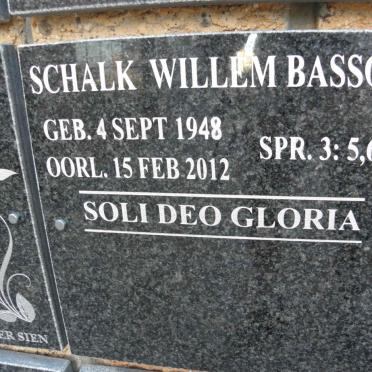 SCHALK WILLEM BASSO
GEB. 4 SEPT 1948
OORL. 15 FEB 2012
SPR. 3: 5,6
SOLI DEO GLORIA
ER SIEN